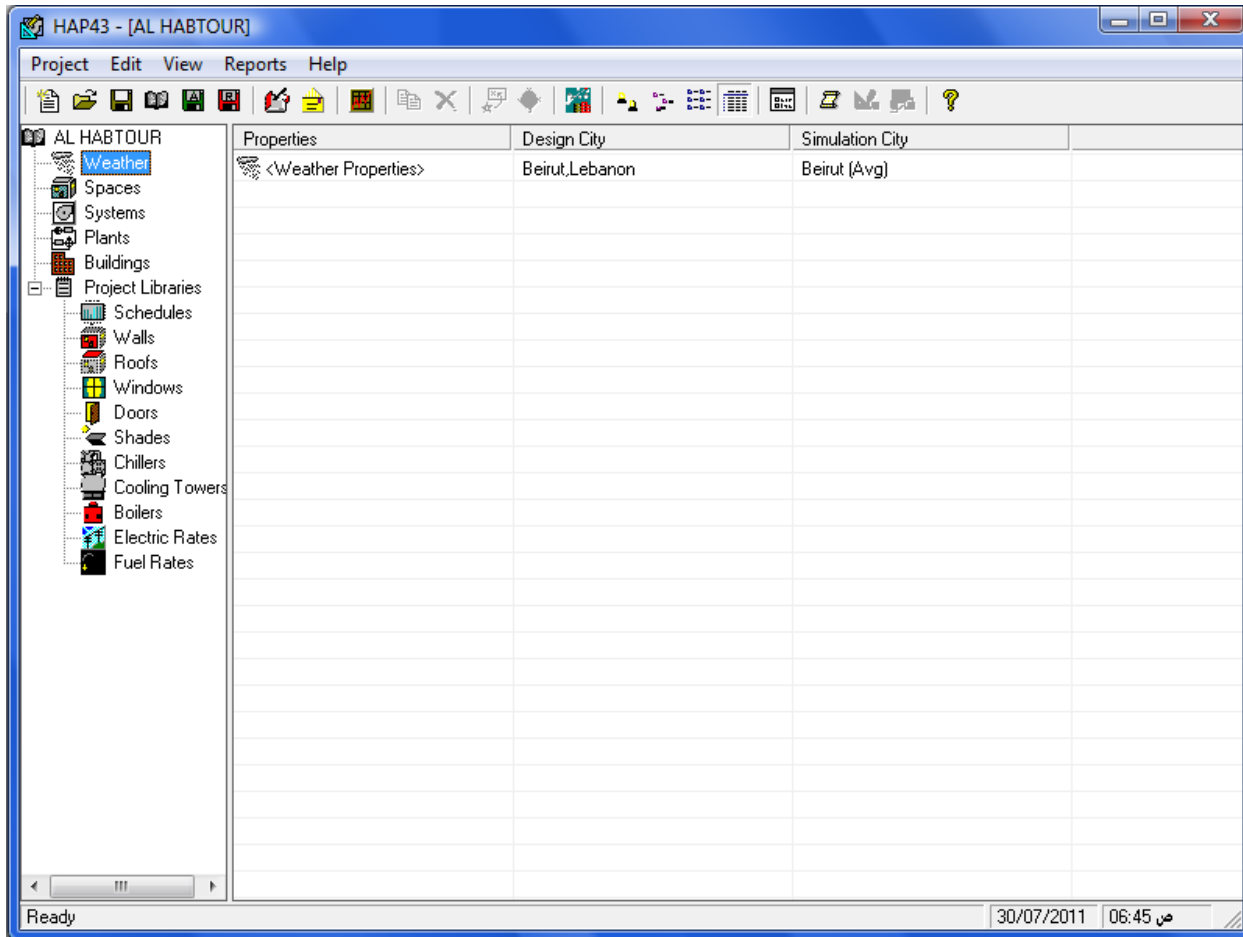 HAP43 - [AL HABTOUR]
Project Edit View Reports Help
AL HABTOUR
Weather
Spaces
Systems
Plants
Buildings
Project Libraries
Schedules
Walls
Roofs
Windows
Doors
Shades
Chillers
Cooling Towers
Boilers
Electric Rates
Fuel Rates
Properties Design City Simulation City
<Weather Properties> Beirut,Lebanon Beirut (Avg)
Ready 30/07/2011 06:45 ص